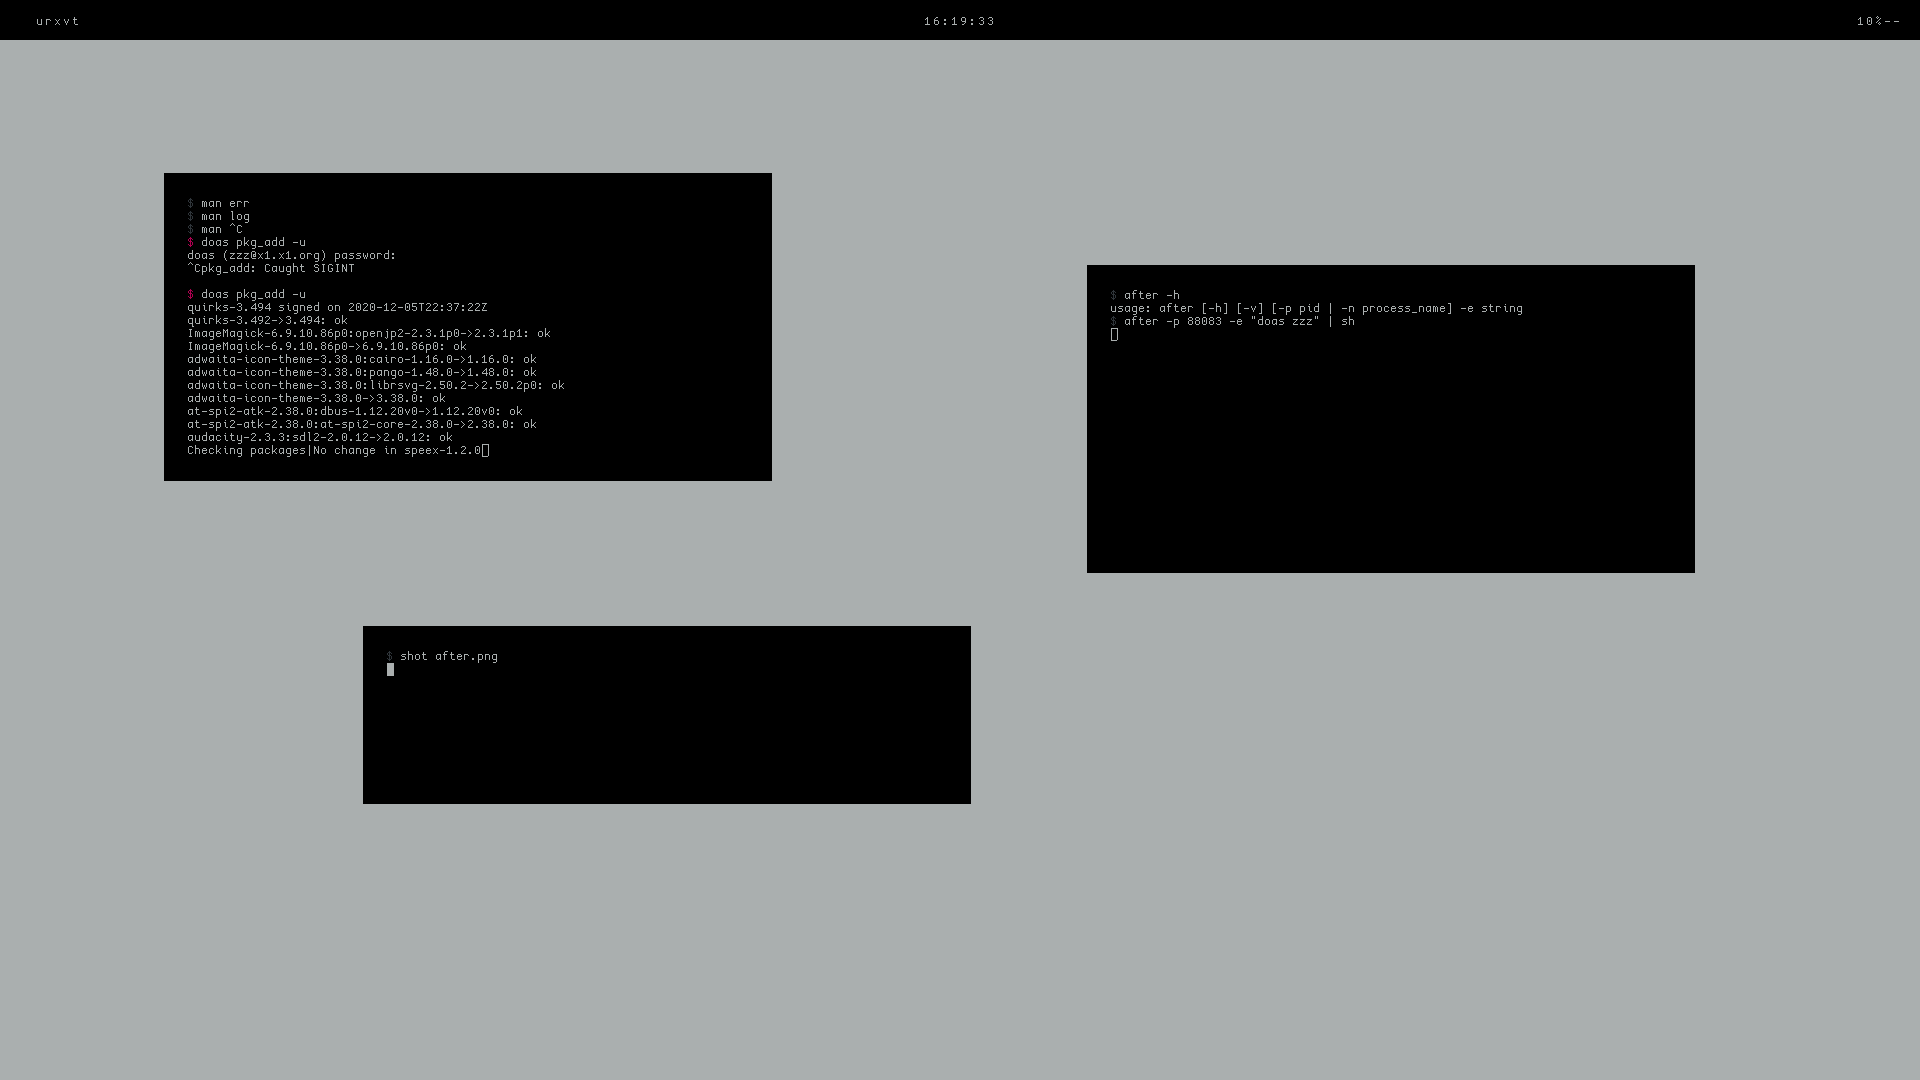 urxvt
16:19:33
10%--
$ man err
$ man log
$ man ^C
$ doas pkg_add -u
doas (zzz@x1.x1.org) password:
^Cpkg_add: Caught SIGINT
$ doas pkg_add -u
quirks-3.494 signed on 2020-12-05T22:37:22Z
quirks-3.492->3.494: ok
ImageMagick-6.9.10.86p0:openjp2-2.3.1p0->2.3.1p1: ok
ImageMagick-6.9.10.86p0->6.9.10.86p0: ok
adwaita-icon-theme-3.38.0:cairo-1.16.0->1.16.0: ok
adwaita-icon-theme-3.38.0:pango-1.48.0->1.48.0: ok
adwaita-icon-theme-3.38.0:librsvg-2.50.2->2.50.2p0: ok
adwaita-icon-theme-3.38.0->3.38.0: ok
at-spi2-atk-2.38.0:dbus-1.12.20v0->1.12.20v0: ok
at-spi2-atk-2.38.0:at-spi2-core-2.38.0->2.38.0: ok
audacity-2.3.3:sdl2-2.0.12->2.0.12: ok
Checking packages|No change in speex-1.2.0
$ after -h
usage: after [-h] [-v] [-p pid | -n process_name] -e string
$ after -p 88083 -e "doas zzz" | sh
$ shot after.png